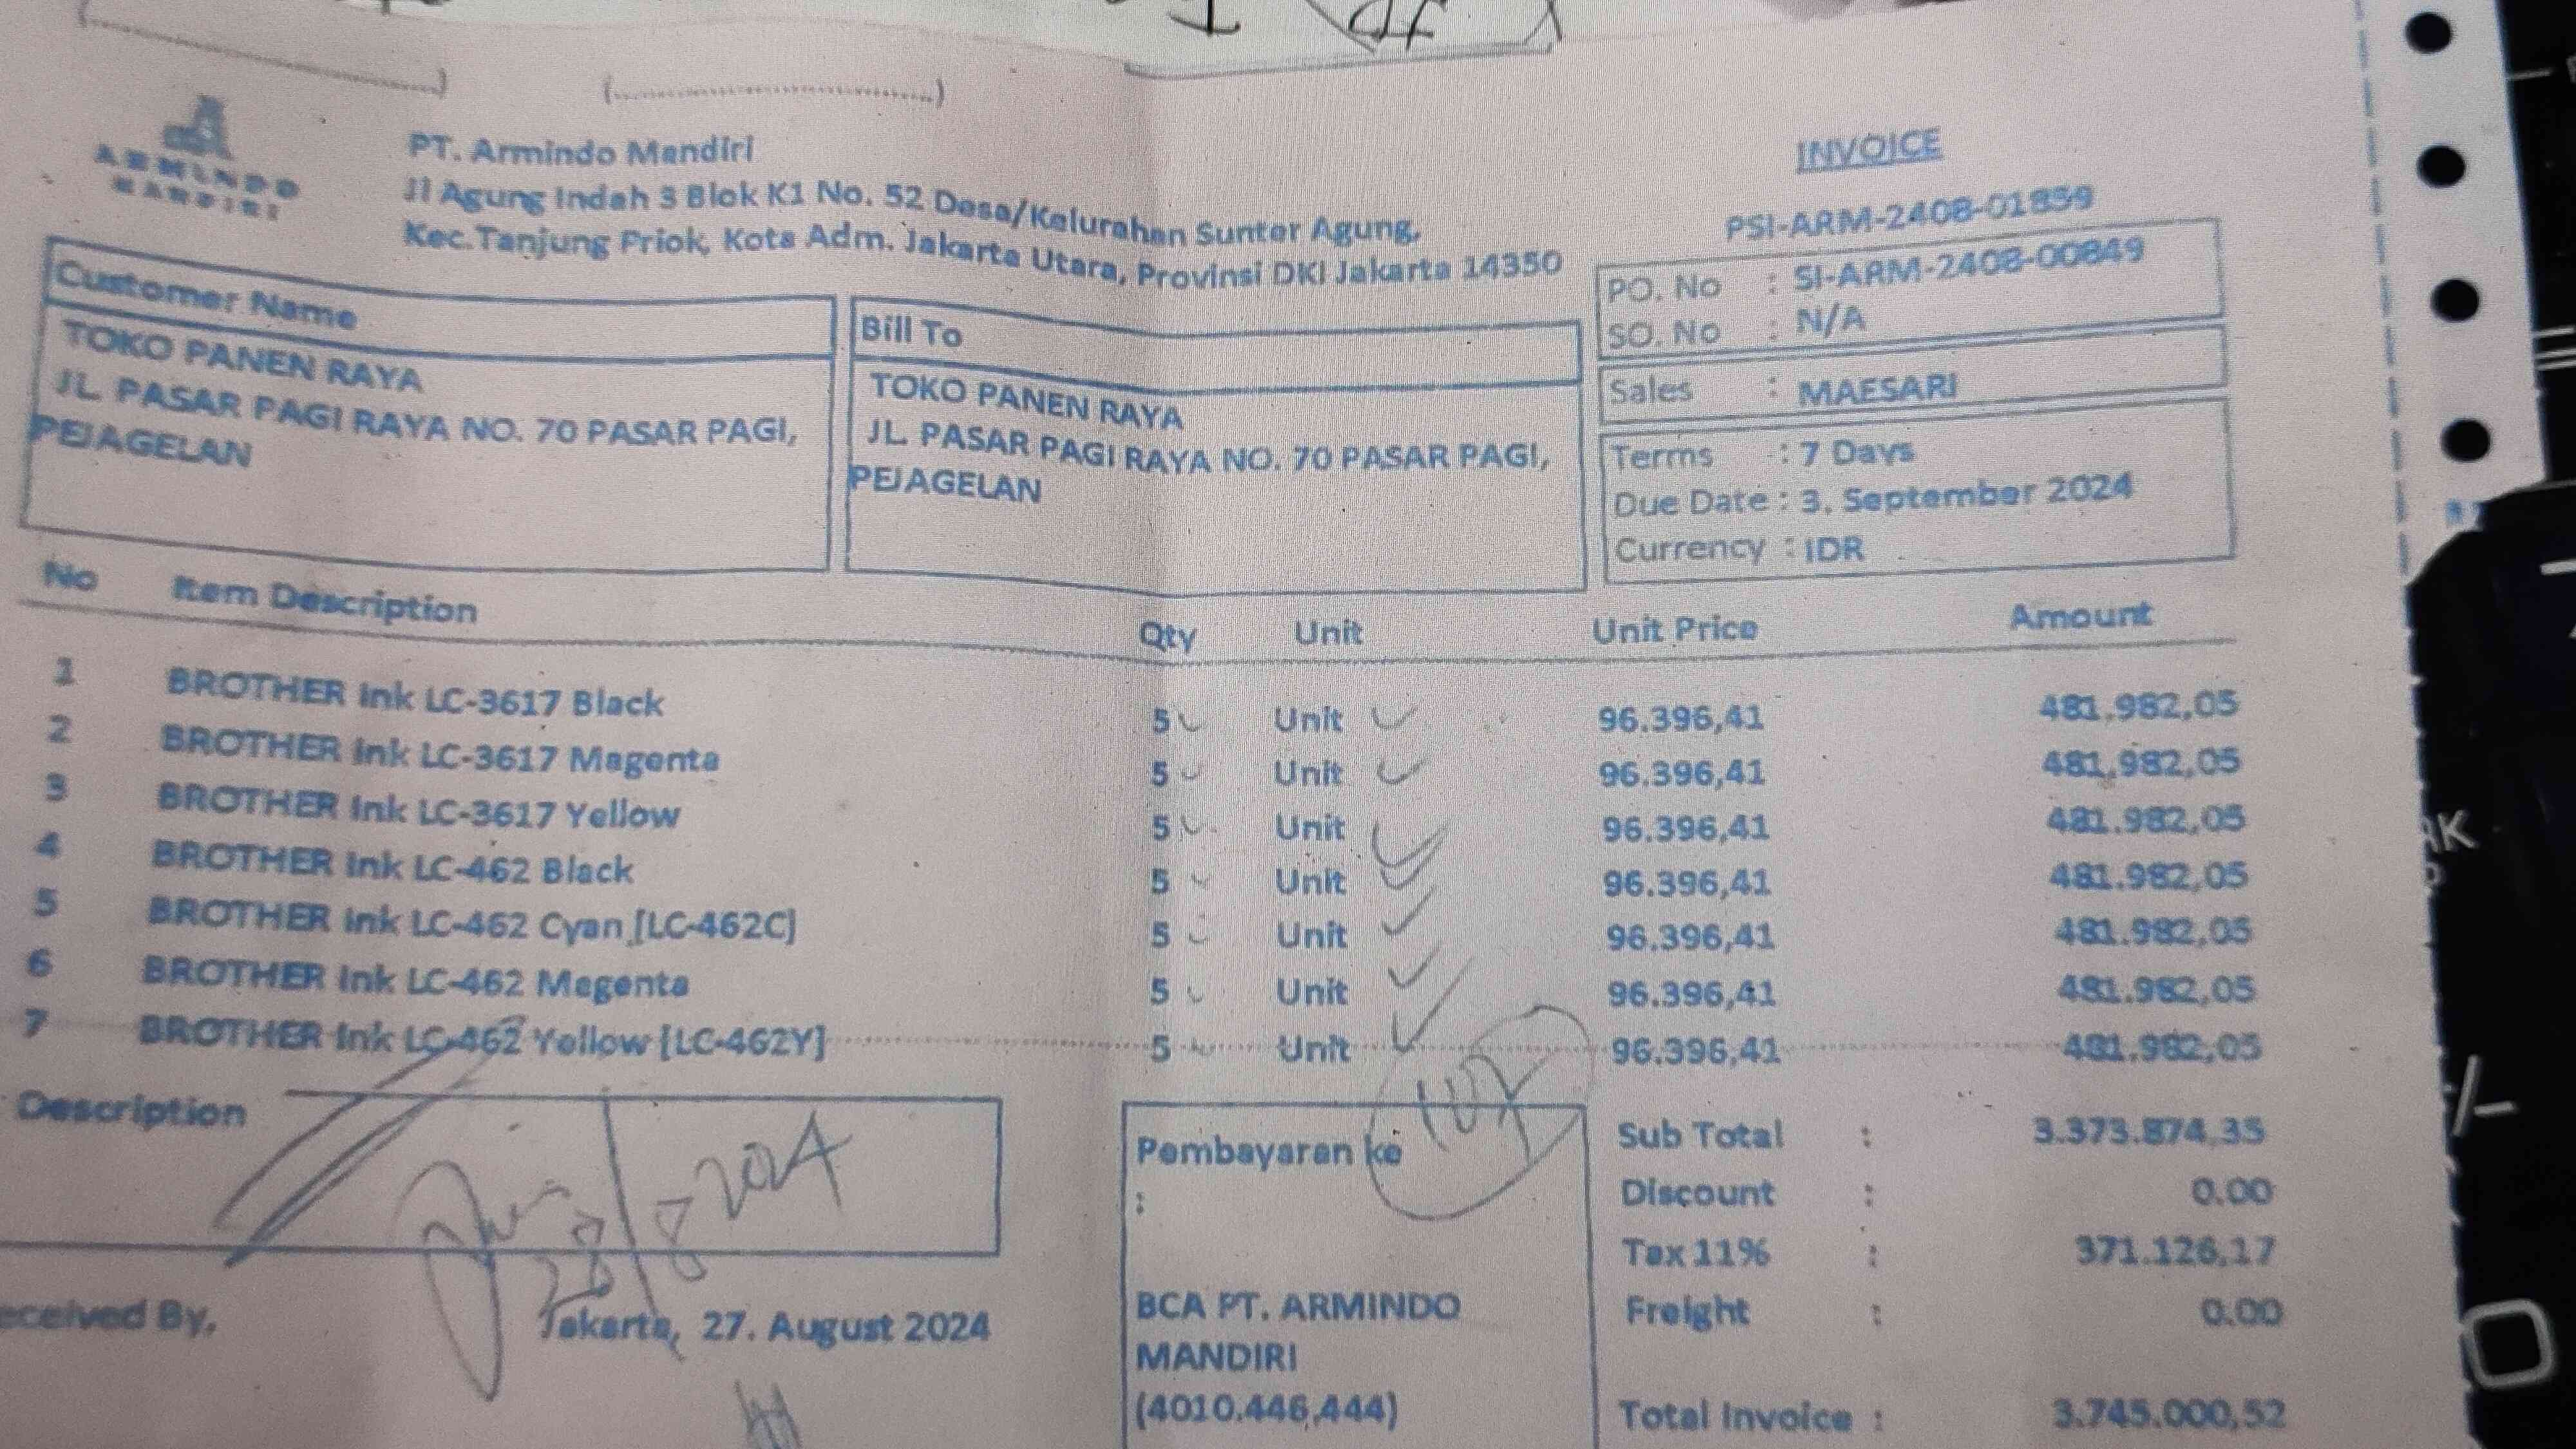 ARMINDO
MANDIRI
PT. Armindo Mandiri
Jl Agung Indah 3 Blok K1 No. 52 Desa/Kelurahan Sunter Agung,
Kec.Tanjung Priok, Kota Adm. Jakarta Utara, Provinsi DKI Jakarta 14350
INVOICE
PSI-ARM-2408-01859
PO. No : SI-ARM-2408-00849
SO. No : N/A
Sales : MAESARI
Terms : 7 Days
Due Date : 3. September 2024
Currency : IDR
Customer Name
TOKO PANEN RAYA
JL. PASAR PAGI RAYA NO. 70 PASAR PAGI,
PEJAGELAN
Bill To
TOKO PANEN RAYA
JL. PASAR PAGI RAYA NO. 70 PASAR PAGI,
PEJAGELAN
No Item Description Qty Unit Unit Price Amount
1 BROTHER Ink LC-3617 Black 5 Unit 96.396,41 481.982,05
2 BROTHER Ink LC-3617 Magenta 5 Unit 96.396,41 481.982,05
3 BROTHER Ink LC-3617 Yellow 5 Unit 96.396,41 481.982,05
4 BROTHER Ink LC-462 Black 5 Unit 96.396,41 481.982,05
5 BROTHER Ink LC-462 Cyan [LC-462C] 5 Unit 96.396,41 481.982,05
6 BROTHER Ink LC-462 Magenta 5 Unit 96.396,41 481.982,05
7 BROTHER Ink LC-462 Yellow [LC-462Y] 5 Unit 96.396,41 481.982,05
Description
28/8 2024
eceived By,
Jakarta, 27. August 2024
Pembayaran ke
:
BCA PT. ARMINDO
MANDIRI
(4010.446.444)
Sub Total : 3.373.874,35
Discount : 0.00
Tax 11% : 371.126,17
Freight : 0.00
Total Invoice : 3.745.000,52